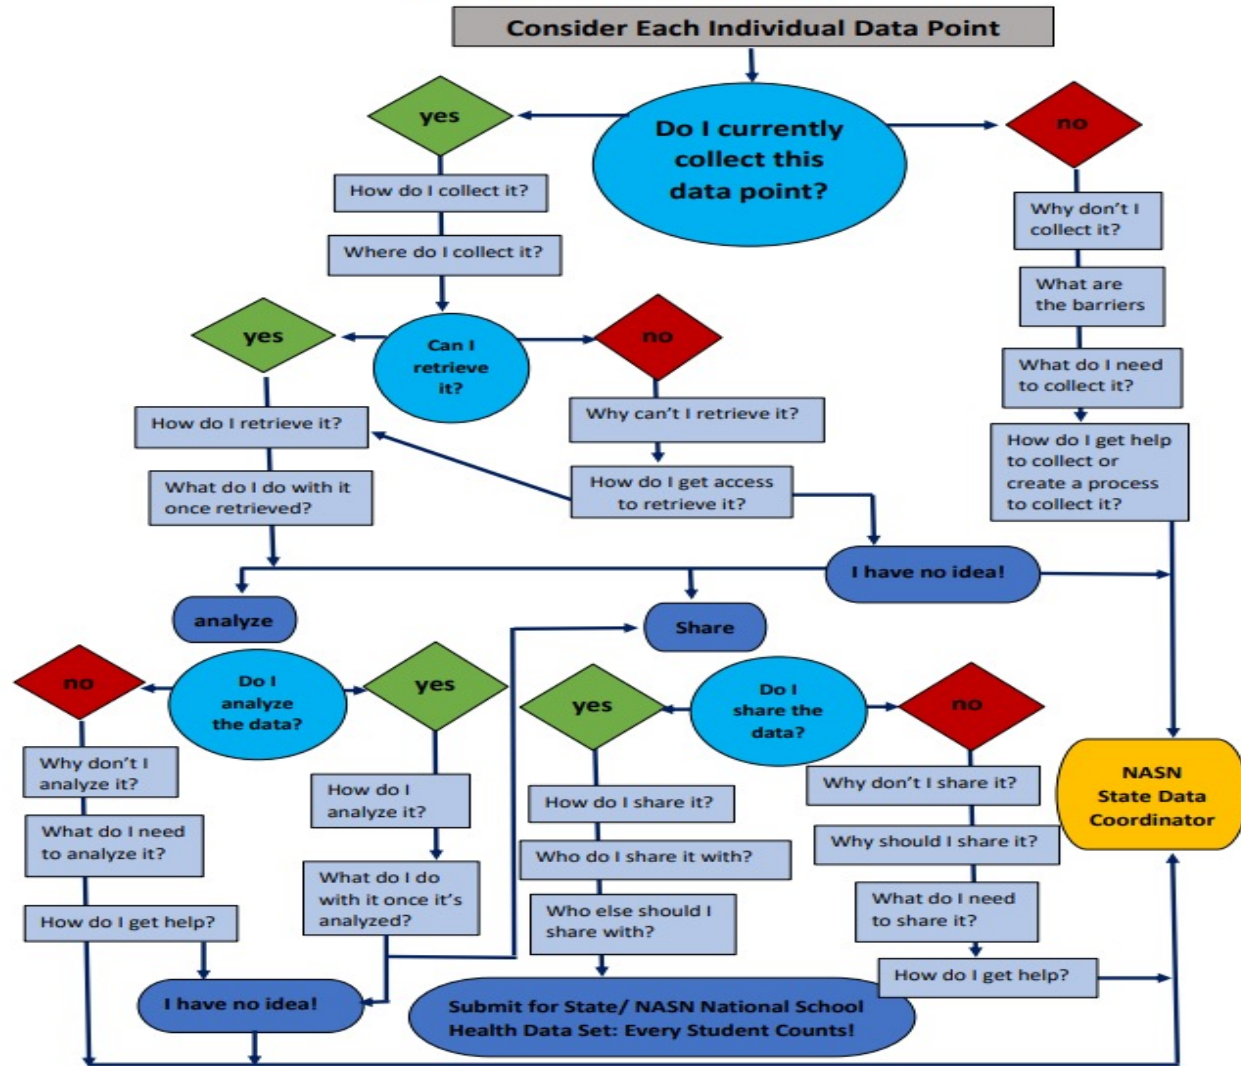 Consider Each Individual Data Point
yes
Do I currently
collect this
data point?
no
How do I collect it?
Where do I collect it?
Why don't I
collect it?
What are
the barriers
What do I need
to collect it?
How do I get help
to collect or
create a process
to collect it?
yes
Can I
retrieve
it?
no
How do I retrieve it?
What do I do with it
once retrieved?
Why can't I retrieve it?
How do I get access
to retrieve it?
I have no idea!
analyze
Share
no
Do I
analyze
the data?
yes
Why don't I
analyze it?
What do I need
to analyze it?
How do I get help?
How do I
analyze it?
What do I do
with it once it's
analyzed?
I have no idea!
yes
Do I
share the
data?
no
How do I share it?
Who do I share it with?
Who else should I
share with?
Why don't I share it?
Why should I share it?
What do I need
to share it?
How do I get help?
Submit for State/ NASN National School
Health Data Set: Every Student Counts!
NASN
State Data
Coordinator